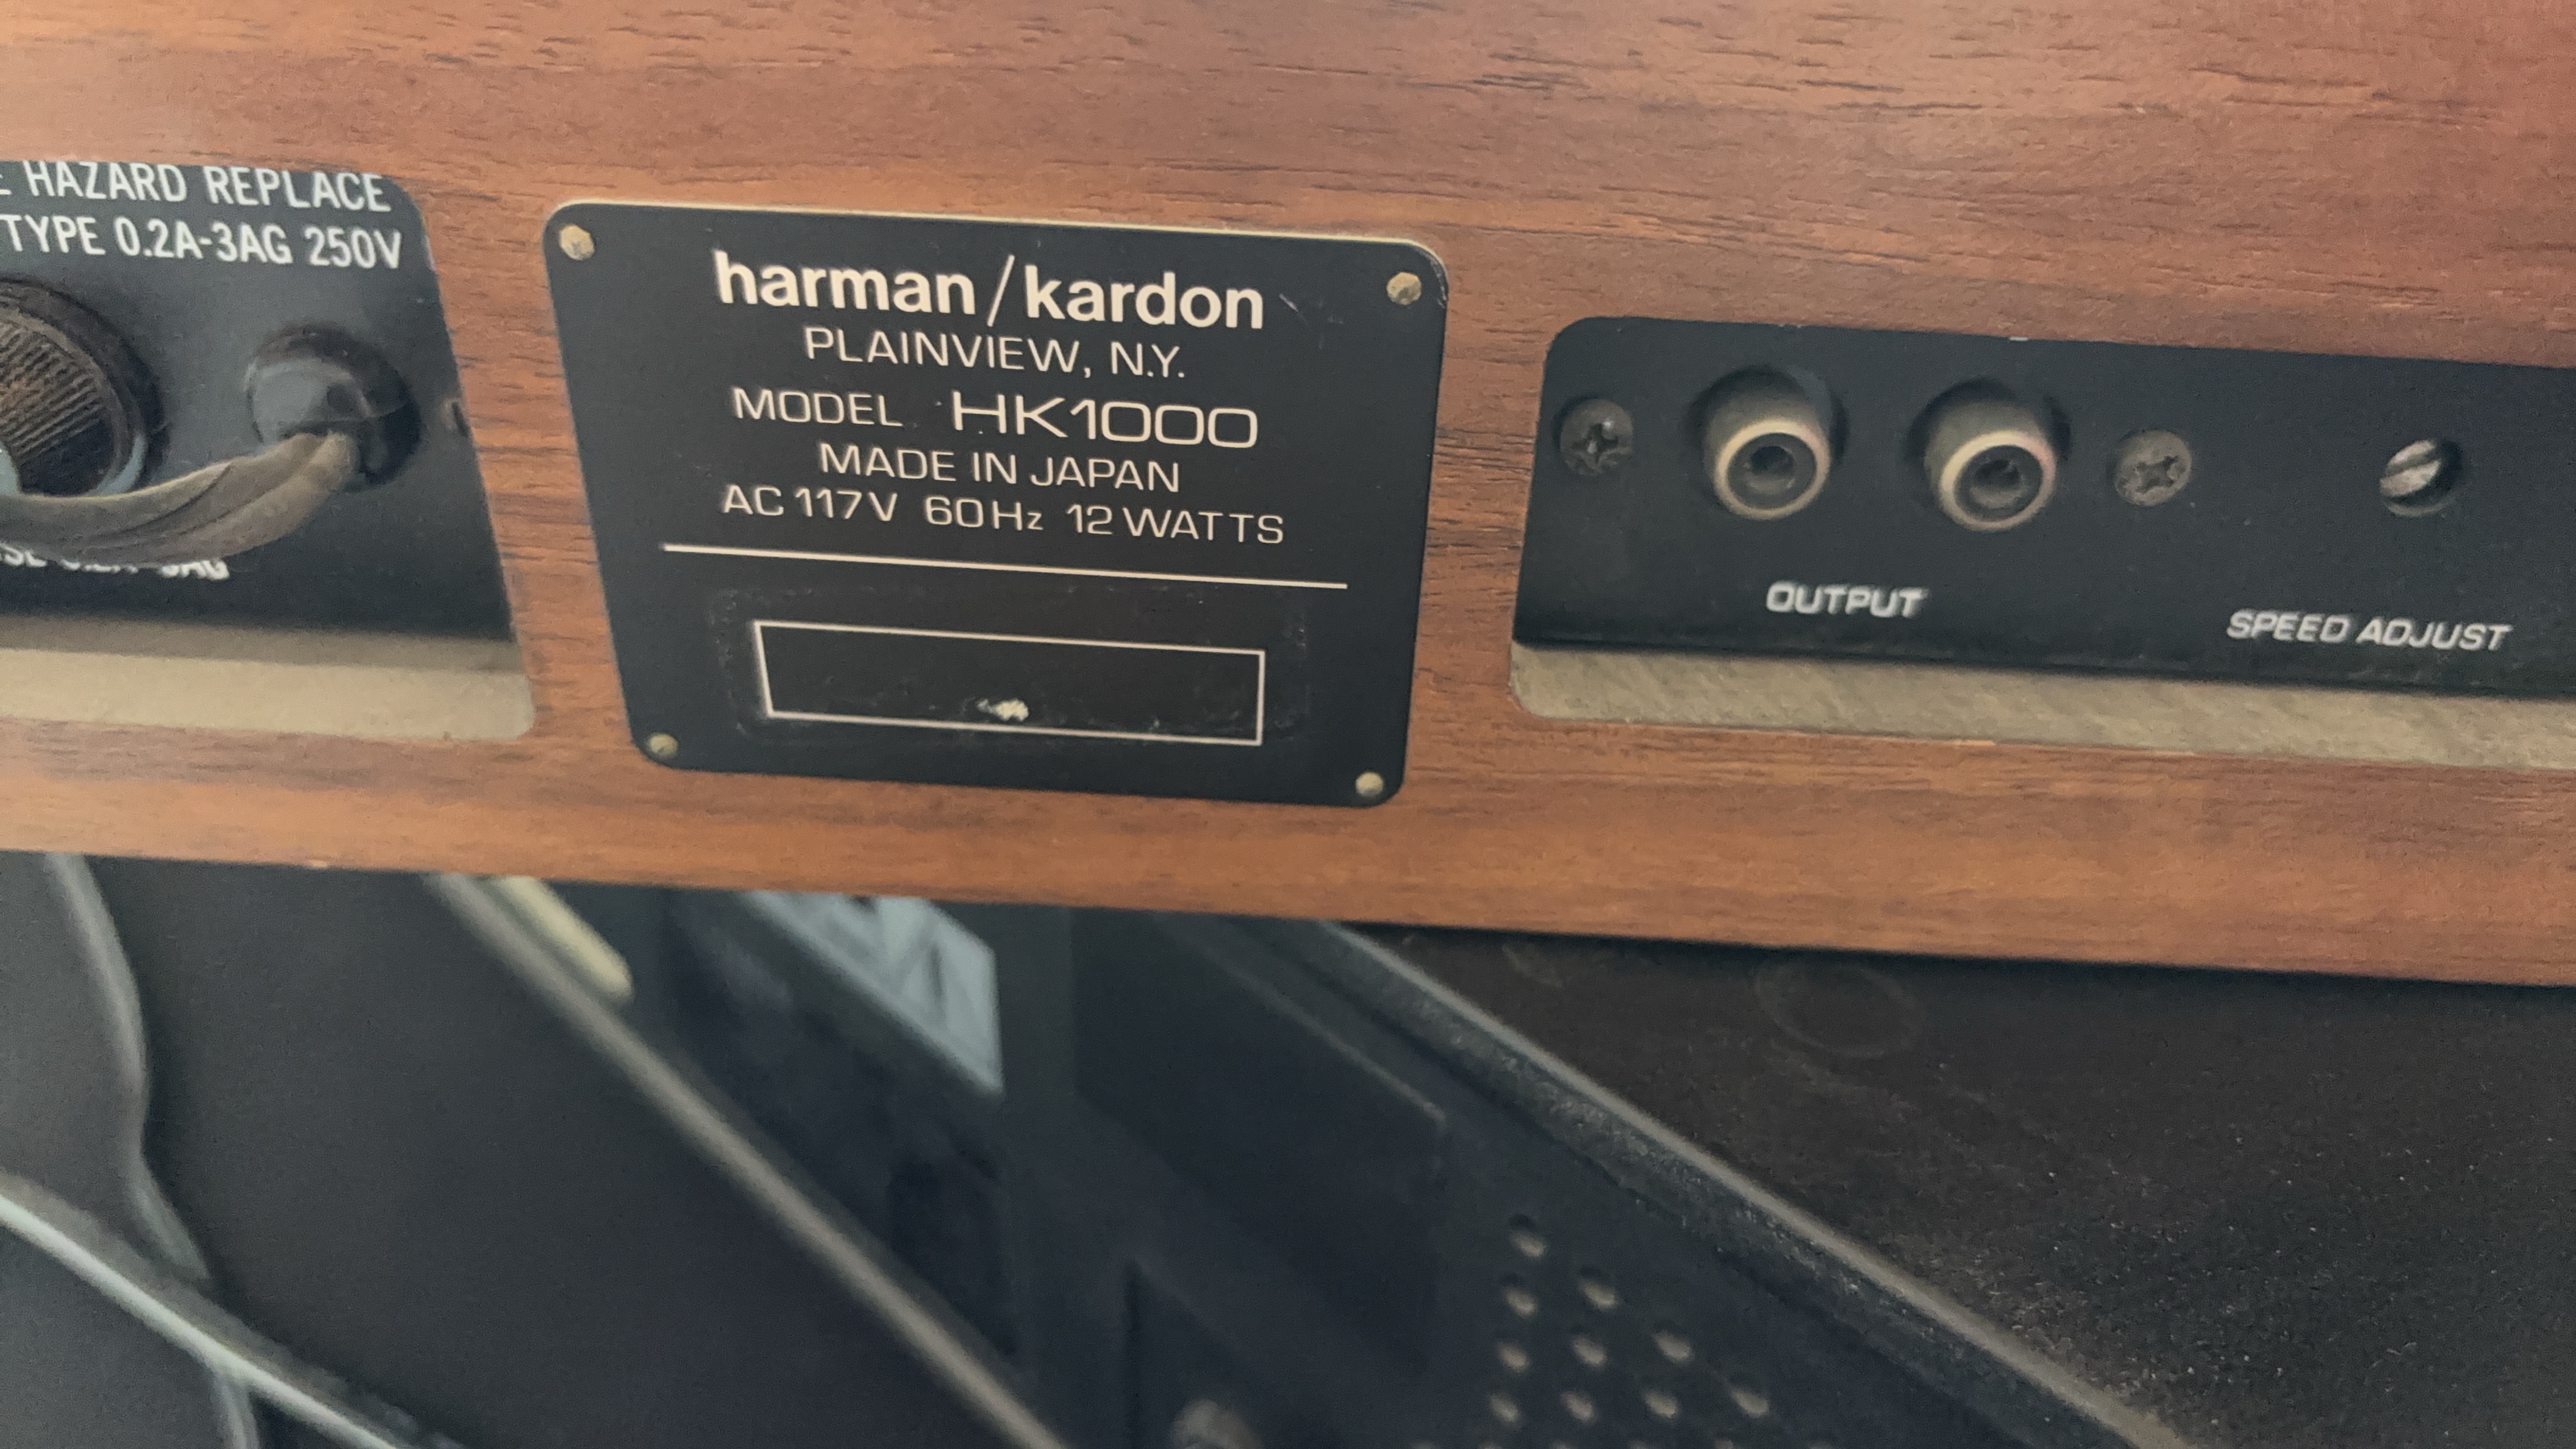 HAZARD REPLACE
TYPE 0.2A-3AG 250V
harman/kardon
PLAINVIEW, N.Y.
MODEL HK1000
MADE IN JAPAN
AC 117V 60Hz 12 WATTS
OUTPUT
SPEED ADJUST